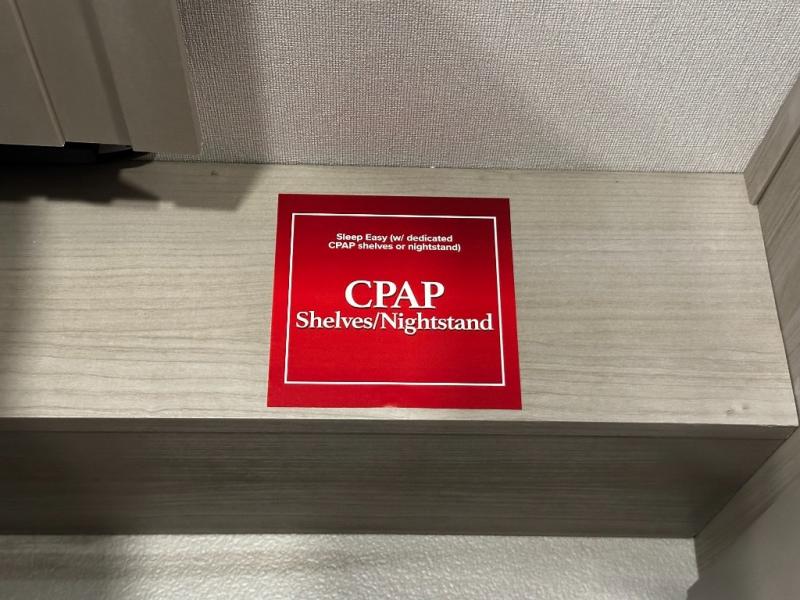 Sleep Easy (w/ dedicated
CPAP shelves or nightstand)
CPAP
Shelves/Nightstand